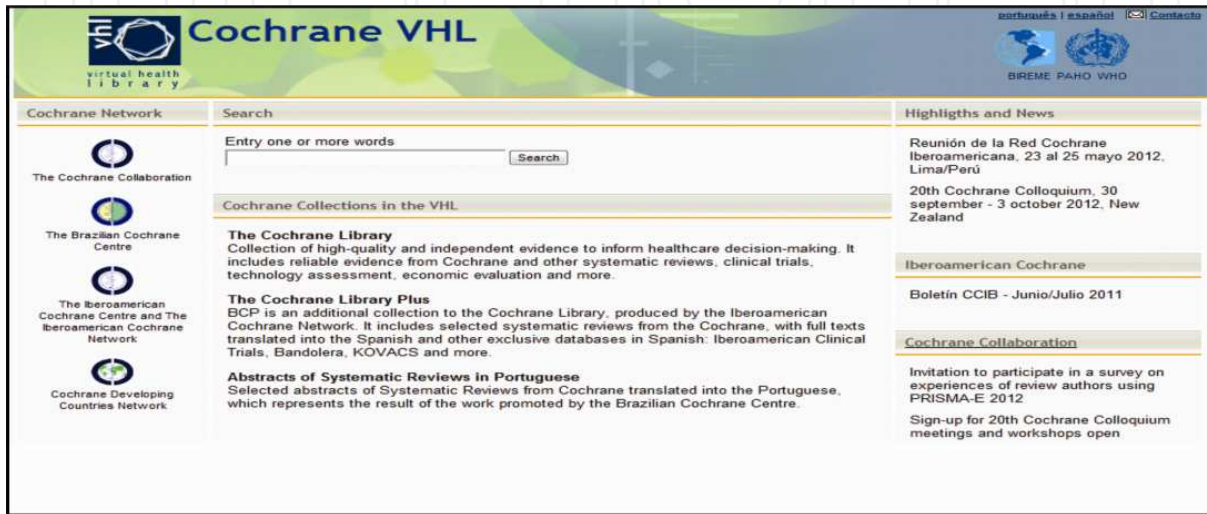 vhl
virtual health
library
Cochrane VHL
português | español Contacto
BIREME PAHO WHO
Cochrane Network
The Cochrane Collaboration
The Brazilian Cochrane
Centre
The Iberoamerican
Cochrane Centre and The
Iberoamerican Cochrane
Network
Cochrane Developing
Countries Network
Search
Entry one or more words
Search
Cochrane Collections in the VHL
The Cochrane Library
Collection of high-quality and independent evidence to inform healthcare decision-making. It
includes reliable evidence from Cochrane and other systematic reviews, clinical trials,
technology assessment, economic evaluation and more.
The Cochrane Library Plus
BCP is an additional collection to the Cochrane Library, produced by the Iberoamerican
Cochrane Network. It includes selected systematic reviews from the Cochrane, with full texts
translated into the Spanish and other exclusive databases in Spanish: Iberoamerican Clinical
Trials, Bandolera, KOVACS and more.
Abstracts of Systematic Reviews in Portuguese
Selected abstracts of Systematic Reviews from Cochrane translated into the Portuguese,
which represents the result of the work promoted by the Brazilian Cochrane Centre.
Highligths and News
Reunión de la Red Cochrane
Iberoamericana, 23 al 25 mayo 2012,
Lima/Perú
20th Cochrane Colloquium, 30
september - 3 october 2012, New
Zealand
Iberoamerican Cochrane
Boletín CCIB - Junio/Julio 2011
Cochrane Collaboration
Invitation to participate in a survey on
experiences of review authors using
PRISMA-E 2012
Sign-up for 20th Cochrane Colloquium
meetings and workshops open